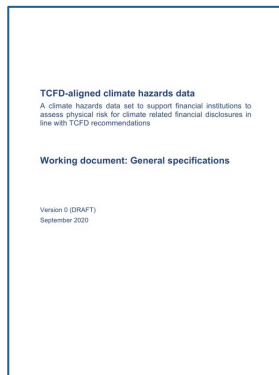 TCFD-aligned climate hazards data
A climate hazards data set to support financial institutions to
assess physical risk for climate related financial disclosures in
line with TCFD recommendations
Working document: General specifications
Version 0 (DRAFT)
September 2020